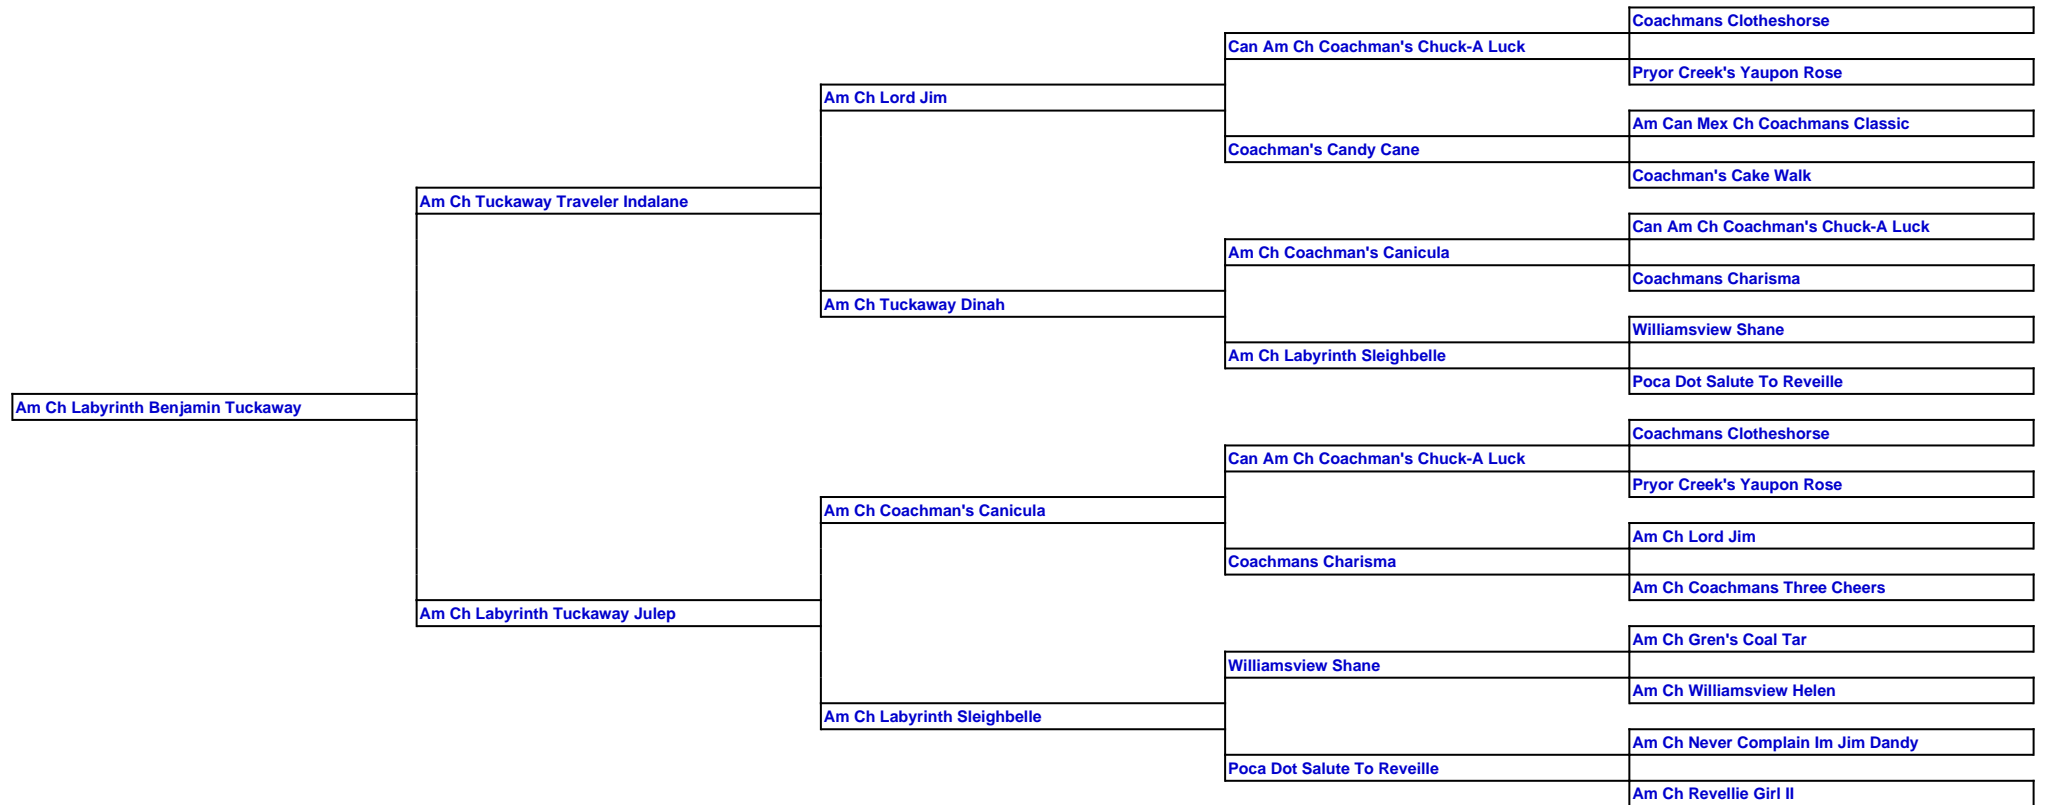 Coachmans Clotheshorse
Can Am Ch Coachman's Chuck-A Luck
Pryor Creek's Yaupon Rose
Am Ch Lord Jim
Am Can Mex Ch Coachmans Classic
Coachman's Candy Cane
Coachman's Cake Walk
Am Ch Tuckaway Traveler Indalane
Can Am Ch Coachman's Chuck-A Luck
Am Ch Coachman's Canicula
Coachmans Charisma
Am Ch Tuckaway Dinah
Williamsview Shane
Am Ch Labyrinth Sleighbelle
Poca Dot Salute To Reveille
Am Ch Labyrinth Benjamin Tuckaway
Coachmans Clotheshorse
Can Am Ch Coachman's Chuck-A Luck
Pryor Creek's Yaupon Rose
Am Ch Coachman's Canicula
Am Ch Lord Jim
Coachmans Charisma
Am Ch Coachmans Three Cheers
Am Ch Labyrinth Tuckaway Julep
Am Ch Gren's Coal Tar
Williamsview Shane
Am Ch Williamsview Helen
Am Ch Labyrinth Sleighbelle
Am Ch Never Complain Im Jim Dandy
Poca Dot Salute To Reveille
Am Ch Revellie Girl II